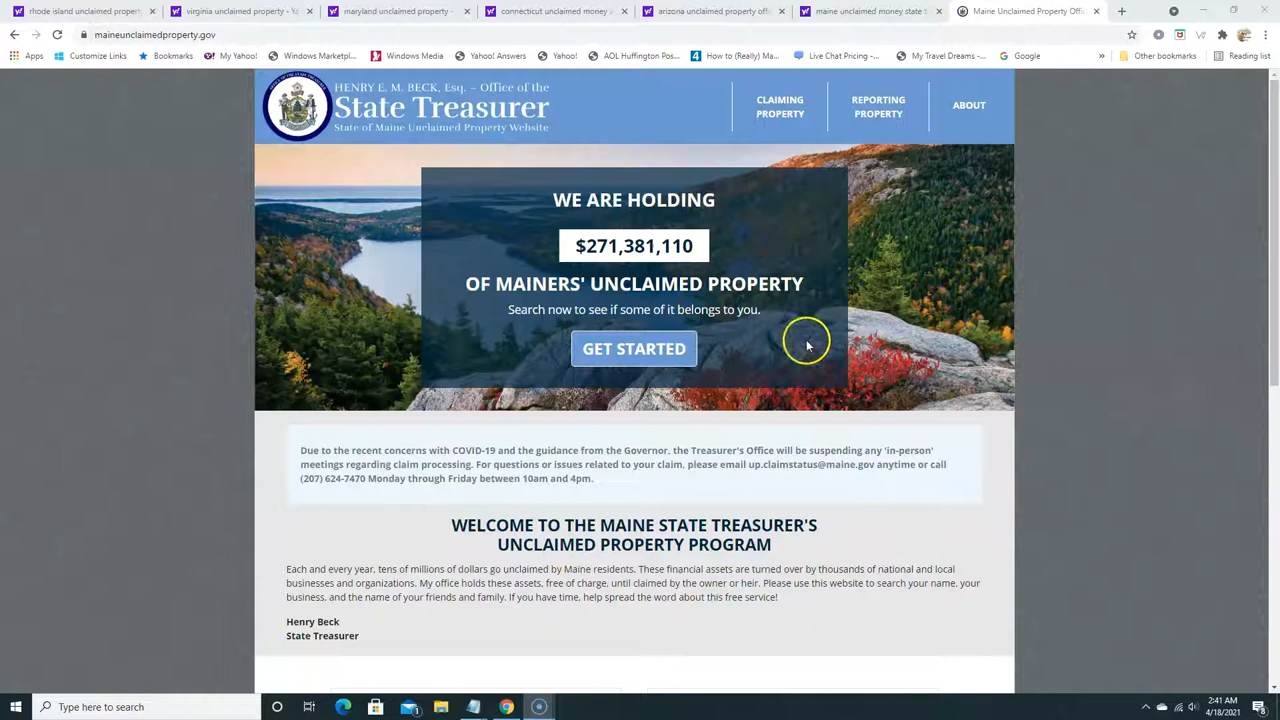 rhode island unclaimed property
virginia unclaimed property - Ya
maryland unclaimed property -
connecticut unclaimed money
arizona unclaimed property offi
maine unclaimed money state t
Maine Unclaimed Property Offi
maineunclaimedproperty.gov
Apps
Customize Links
Bookmarks
My Yahoo!
Windows Marketpl...
Windows Media
Yahoo! Answers
Yahoo!
AOL Huffington Pos...
How to (Really) Ma...
Live Chat Pricing -...
My Travel Dreams -...
Google
»
Other bookmarks
Reading list
HENRY E. M. BECK, Esq. – Office of the
State Treasurer
State of Maine Unclaimed Property Website
CLAIMING
PROPERTY
REPORTING
PROPERTY
ABOUT
WE ARE HOLDING
$271,381,110
OF MAINERS' UNCLAIMED PROPERTY
Search now to see if some of it belongs to you.
GET STARTED
Due to the recent concerns with COVID-19 and the guidance from the Governor, the Treasurer's Office will be suspending any 'in-person'
meetings regarding claim processing. For questions or issues related to your claim, please email up.claimstatus@maine.gov anytime or call
(207) 624-7470 Monday through Friday between 10am and 4pm.
WELCOME TO THE MAINE STATE TREASURER'S
UNCLAIMED PROPERTY PROGRAM
Each and every year, tens of millions of dollars go unclaimed by Maine residents. These financial assets are turned over by thousands of national and local
businesses and organizations. My office holds these assets, free of charge, until claimed by the owner or heir. Please use this website to search your name, your
business, and the name of your friends and family. If you have time, help spread the word about this free service!
Henry Beck
State Treasurer
Type here to search
2:41 AM
4/18/2021